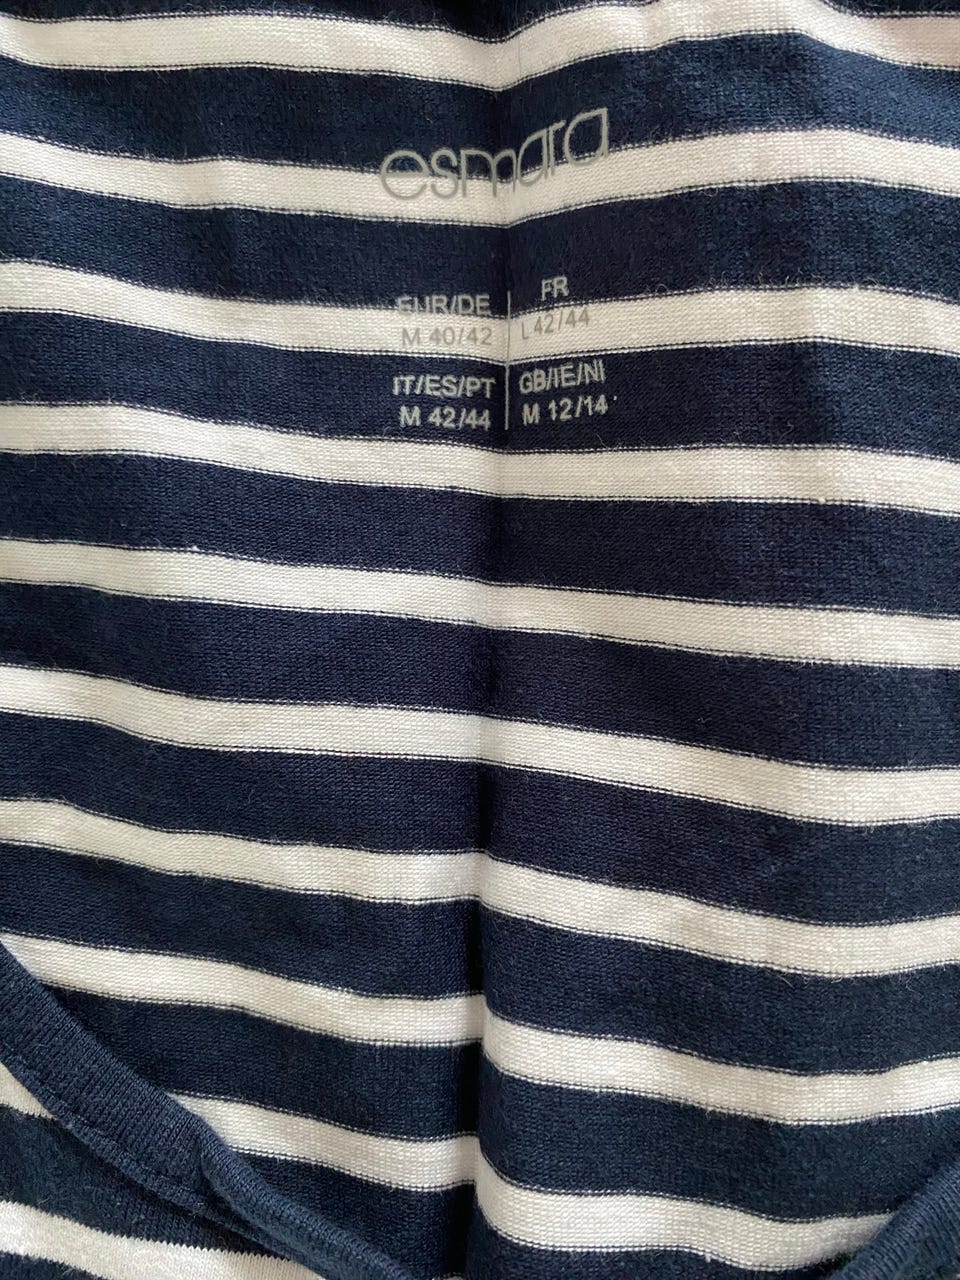 esmara
EUR/DE
M 40/42
FR
L 42/44
IT/ES/PT
M 42/44
GB/IE/NI
M 12/14